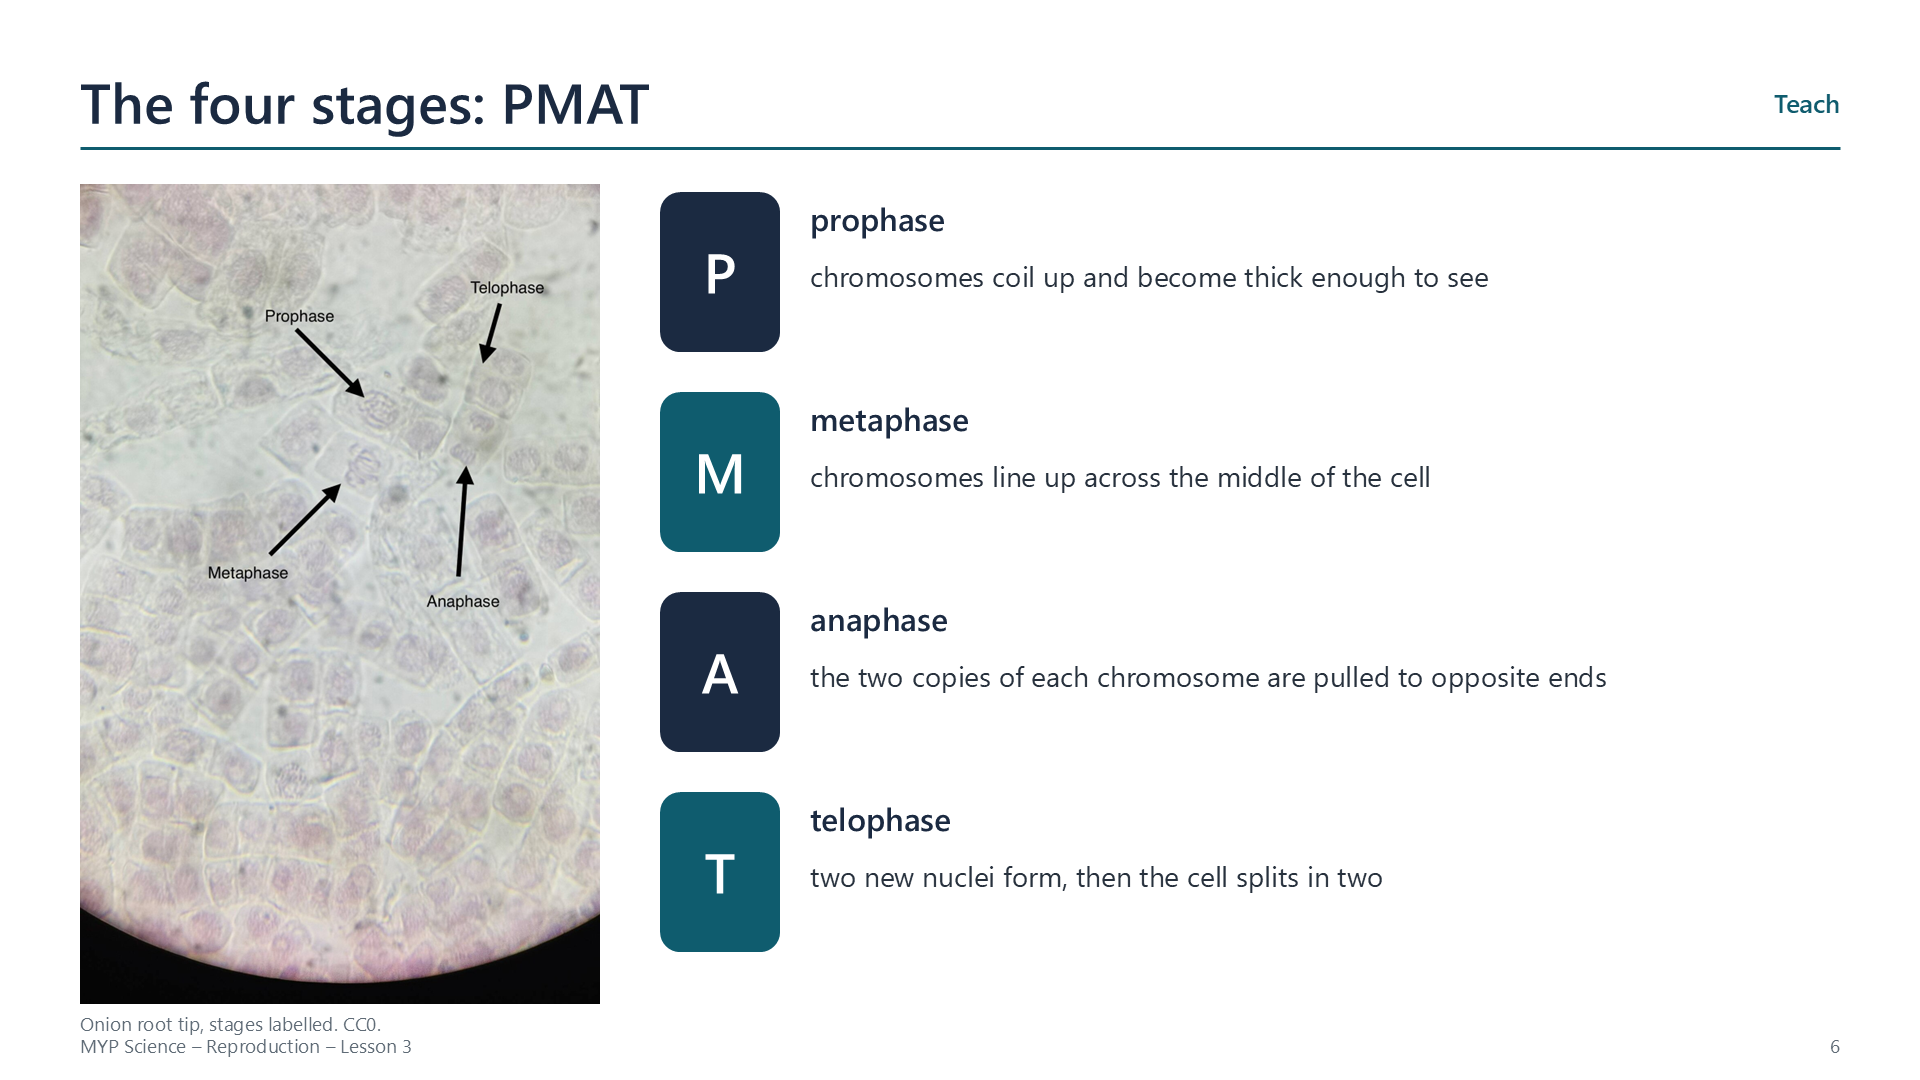 The four stages: PMAT
Teach
Prophase
Telophase
Metaphase
Anaphase
P
prophase
chromosomes coil up and become thick enough to see
M
metaphase
chromosomes line up across the middle of the cell
A
anaphase
the two copies of each chromosome are pulled to opposite ends
T
telophase
two new nuclei form, then the cell splits in two
Onion root tip, stages labelled. CC0.
MYP Science – Reproduction – Lesson 3
6